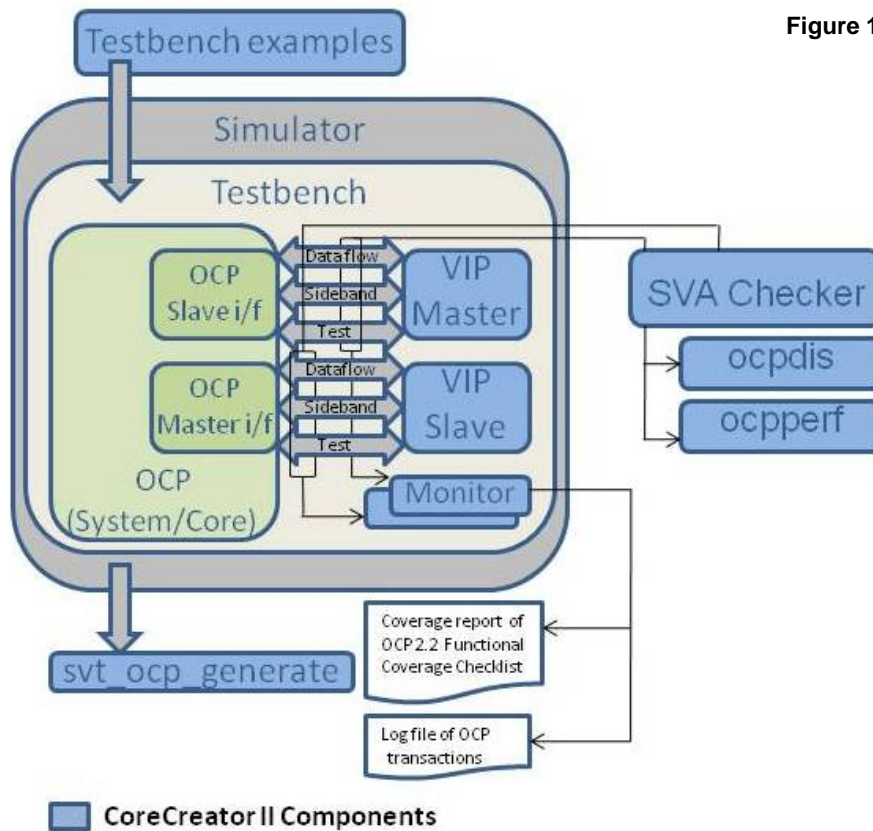 Figure 1
Testbench examples
Simulator
Testbench
OCP
Slave i/f
Dataflow
Sideband
Test
VIP
Master
SVA Checker
ocpdis
ocpperf
OCP
Master i/f
Dataflow
Sideband
Test
VIP
Slave
OCP
(System/Core)
Monitor
Coverage report of
OCP2.2 Functional
Coverage Checklist
svt_ocp_generate
Log file of OCP
transactions
CoreCreator II Components